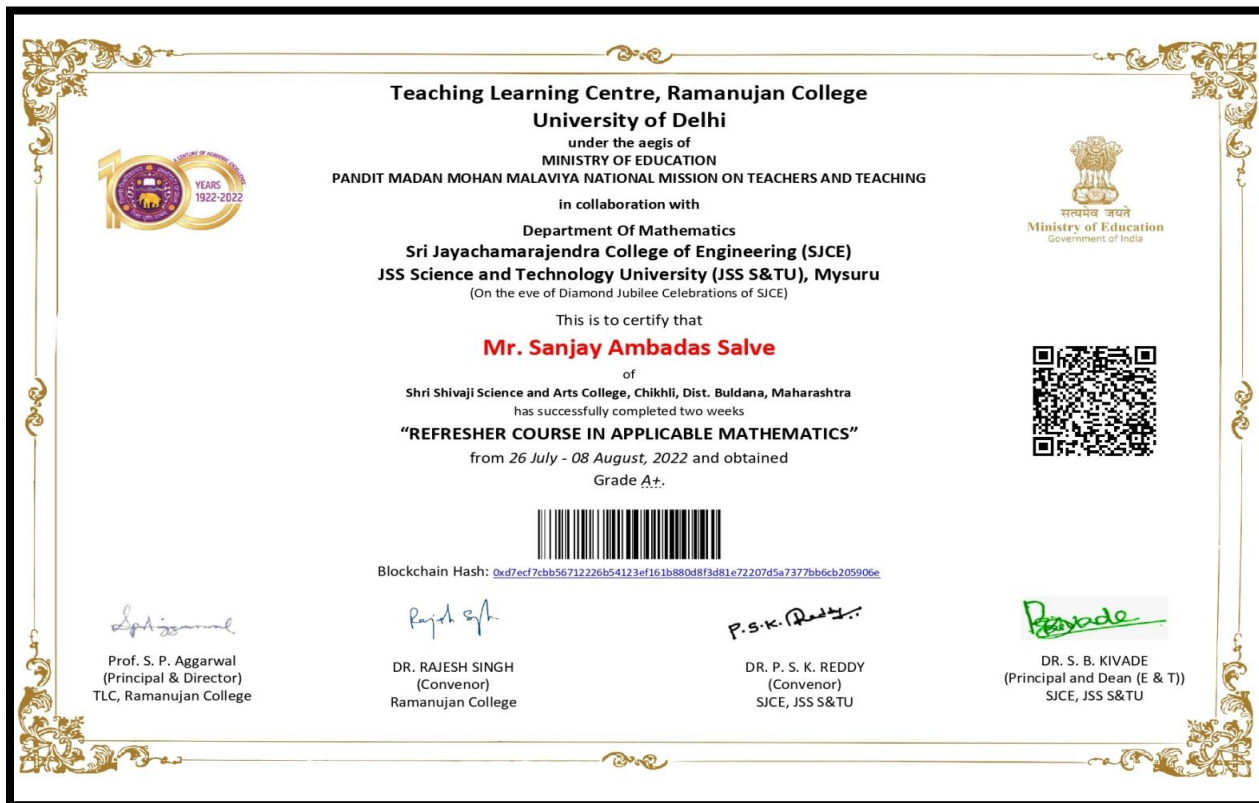 Teaching Learning Centre, Ramanujan College
University of Delhi
under the aegis of
MINISTRY OF EDUCATION
PANDIT MADAN MOHAN MALAVIYA NATIONAL MISSION ON TEACHERS AND TEACHING
in collaboration with
Department Of Mathematics
Sri Jayachamarajendra College of Engineering (SJCE)
JSS Science and Technology University (JSS S&TU), Mysuru
(On the eve of Diamond Jubilee Celebrations of SJCE)
A CENTURY OF ACADEMIC EXCELLENCE
100
YEARS
1922-2022
सत्यमेव जयते
Ministry of Education
Government of India
This is to certify that
Mr. Sanjay Ambadas Salve
of
Shri Shivaji Science and Arts College, Chikhli, Dist. Buldana, Maharashtra
has successfully completed two weeks
“REFRESHER COURSE IN APPLICABLE MATHEMATICS”
from 26 July - 08 August, 2022 and obtained
Grade A+.
Blockchain Hash: 0xd7ecf7cbb56712226b54123ef161b880d8f3d81e72207d5a7377bb6cb205906e
P.S.K. Reddy
Prof. S. P. Aggarwal
(Principal & Director)
TLC, Ramanujan College
DR. RAJESH SINGH
(Convenor)
Ramanujan College
DR. P. S. K. REDDY
(Convenor)
SJCE, JSS S&TU
DR. S. B. KIVADE
(Principal and Dean (E & T))
SJCE, JSS S&TU